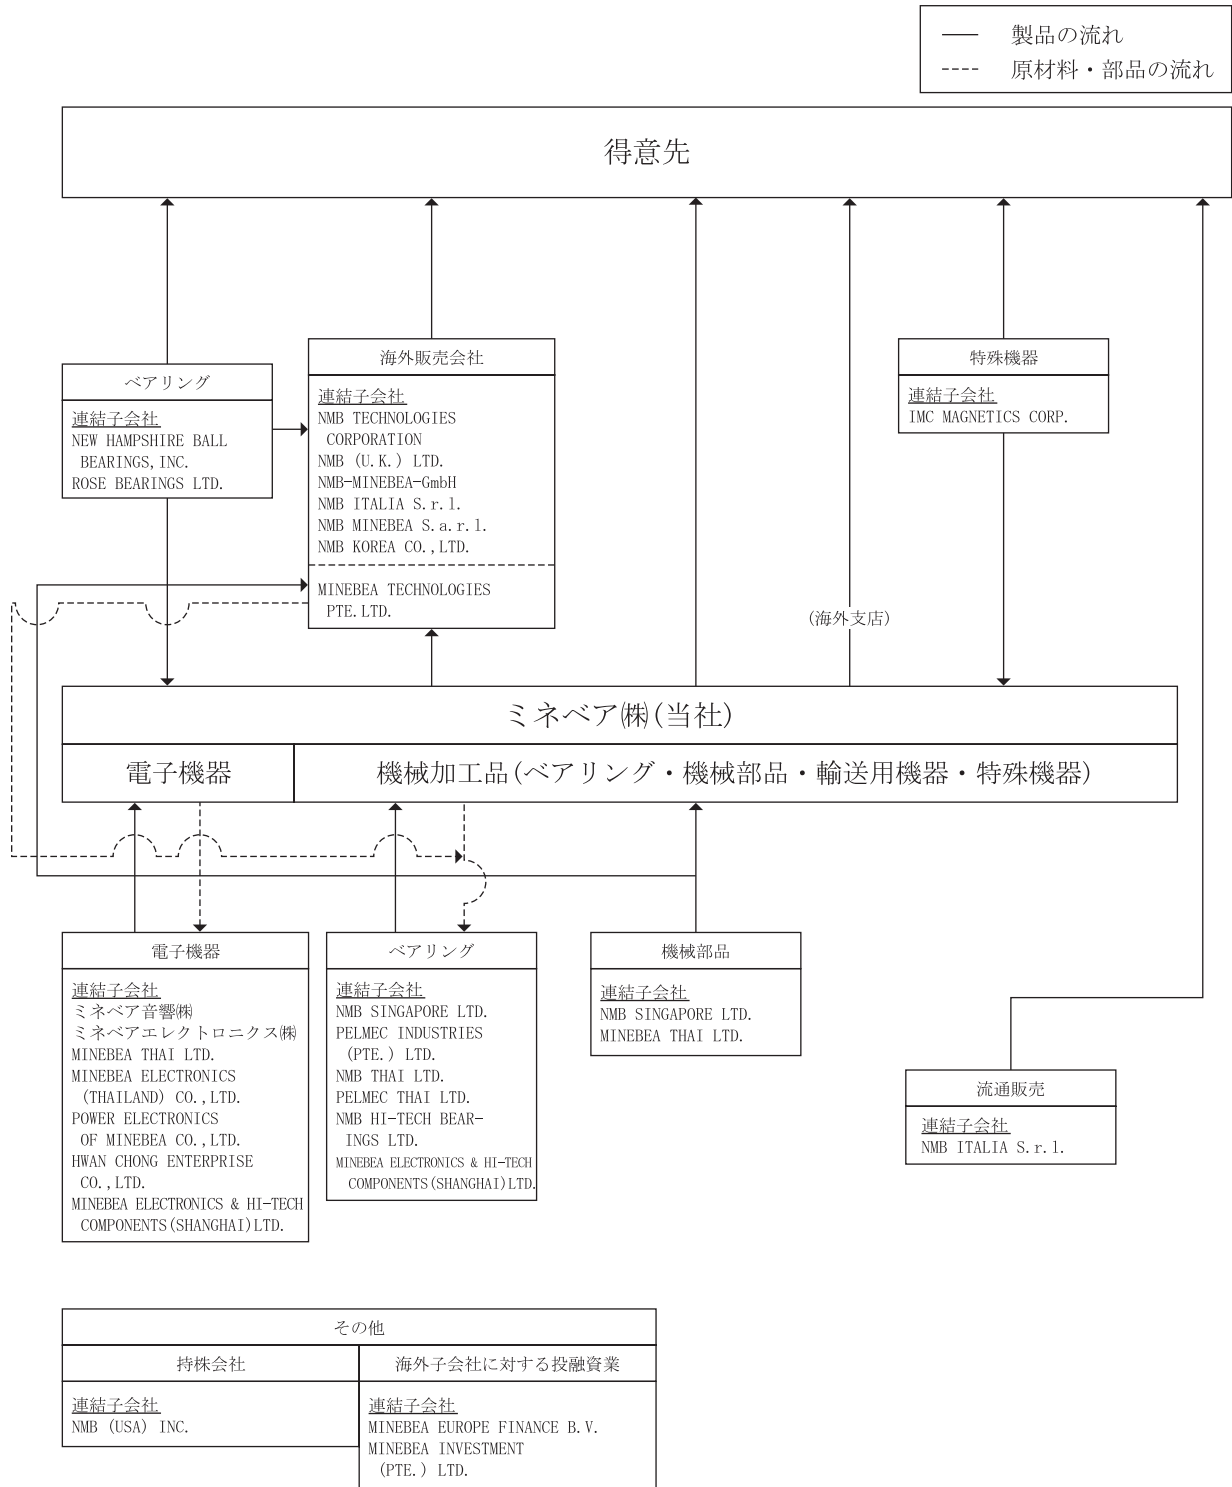 製品の流れ
原材料・部品の流れ
得意先
ベアリング
連結子会社
NEW HAMPSHIRE BALL
BEARINGS,INC.
ROSE BEARINGS LTD.
海外販売会社
連結子会社
NMB TECHNOLOGIES
CORPORATION
NMB (U.K.) LTD.
NMB-MINEBEA-GmbH
NMB ITALIA S.r.l.
NMB MINEBEA S.a.r.l.
NMB KOREA CO.,LTD.
MINEBEA TECHNOLOGIES
PTE.LTD.
特殊機器
連結子会社
IMC MAGNETICS CORP.
(海外支店)
ミネベア㈱(当社)
電子機器
機械加工品(ベアリング・機械部品・輸送用機器・特殊機器)
電子機器
連結子会社
ミネベア音響㈱
ミネベアエレクトロニクス㈱
MINEBEA THAI LTD.
MINEBEA ELECTRONICS
(THAILAND) CO.,LTD.
POWER ELECTRONICS
OF MINEBEA CO.,LTD.
HWAN CHONG ENTERPRISE
CO.,LTD.
MINEBEA ELECTRONICS & HI-TECH
COMPONENTS(SHANGHAI)LTD.
ベアリング
連結子会社
NMB SINGAPORE LTD.
PELMEC INDUSTRIES
(PTE.) LTD.
NMB THAI LTD.
PELMEC THAI LTD.
NMB HI-TECH BEAR-
INGS LTD.
MINEBEA ELECTRONICS & HI-TECH
COMPONENTS(SHANGHAI)LTD.
機械部品
連結子会社
NMB SINGAPORE LTD.
MINEBEA THAI LTD.
流通販売
連結子会社
NMB ITALIA S.r.l.
その他
持株会社
連結子会社
NMB (USA) INC.
海外子会社に対する投融資業
連結子会社
MINEBEA EUROPE FINANCE B.V.
MINEBEA INVESTMENT
(PTE.) LTD.